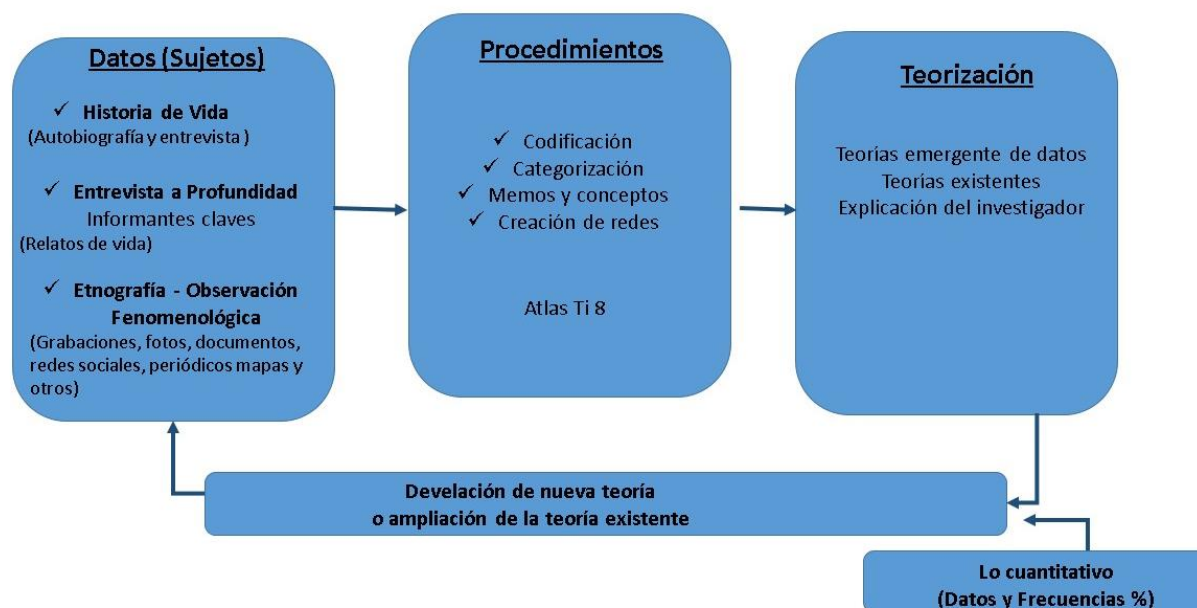 Datos (Sujetos)
✓ Historia de Vida
(Autobiografía y entrevista )
✓ Entrevista a Profundidad
Informantes claves
(Relatos de vida)
✓ Etnografía - Observación
Fenomenológica
(Grabaciones, fotos, documentos,
redes sociales, periódicos mapas y
otros)
Procedimientos
✓ Codificación
✓ Categorización
✓ Memos y conceptos
✓ Creación de redes
Atlas Ti 8
Teorización
Teorías emergente de datos
Teorías existentes
Explicación del investigador
Develación de nueva teoría
o ampliación de la teoría existente
Lo cuantitativo
(Datos y Frecuencias %)